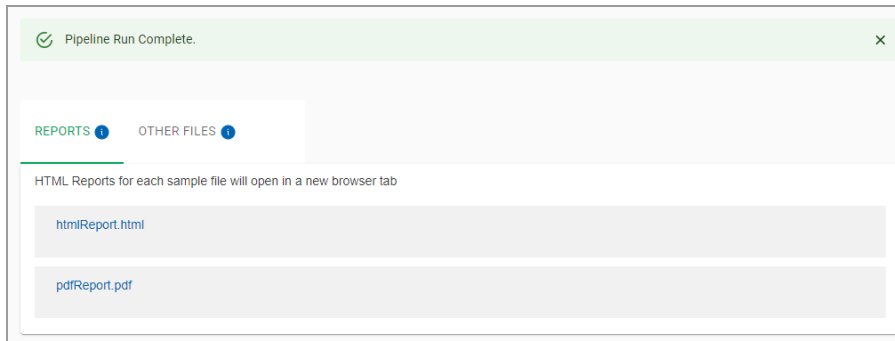 Pipeline Run Complete.
REPORTS i OTHER FILES i
HTML Reports for each sample file will open in a new browser tab
htmlReport.html
pdfReport.pdf